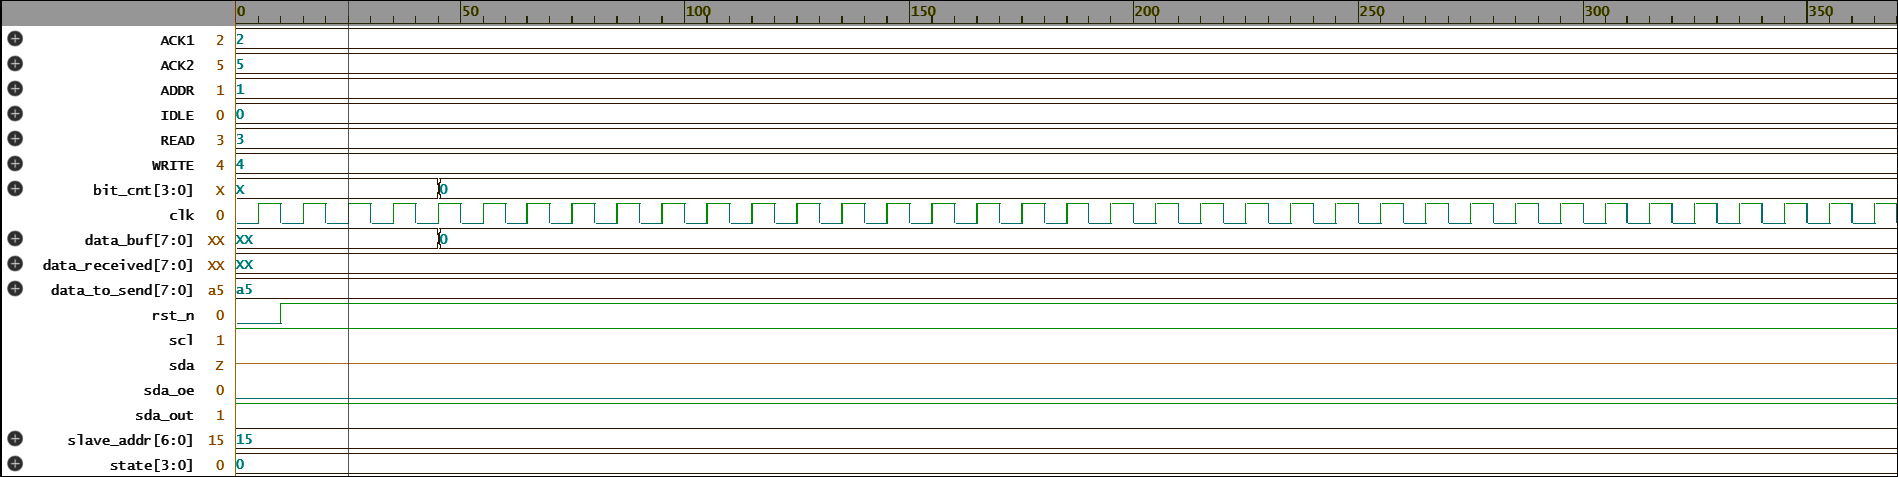 0 50 100 150 200 250 300 350
ACK1 2 2
ACK2 5 5
ADDR 1 1
IDLE 0 0
READ 3 3
WRITE 4 4
bit_cnt[3:0] X X 0
clk 0
data_buf[7:0] XX XX 0
data_received[7:0] XX XX
data_to_send[7:0] a5 a5
rst_n 0
scl 1
sda Z
sda_oe 0
sda_out 1
slave_addr[6:0] 15 15
state[3:0] 0 0